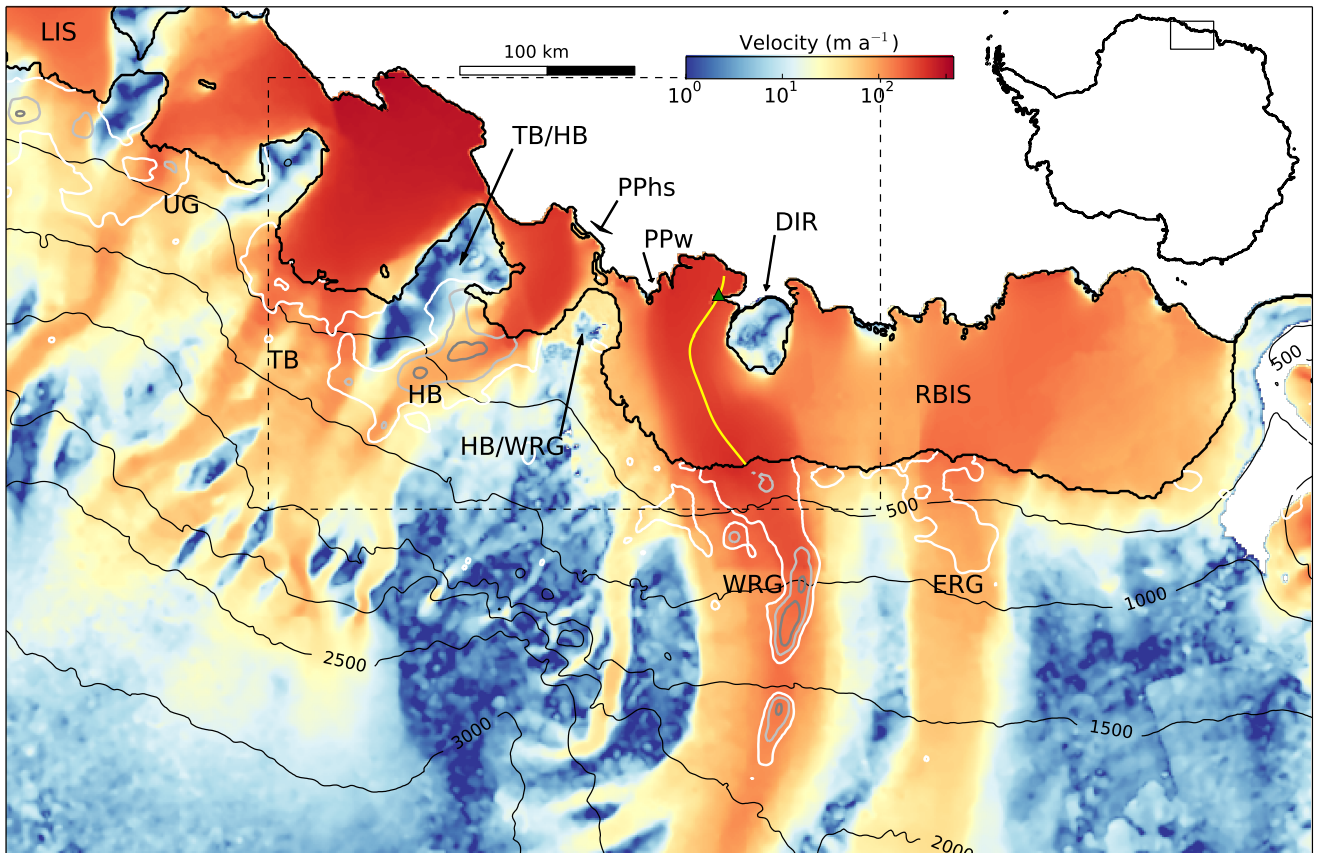 LIS
100 km
Velocity (m a⁻¹)
10⁰ 10¹ 10²
TB/HB
PPhs
UG
DIR
PPw
500
TB
HB
RBIS
HB/WRG
500
WRG
ERG
1000
2500
1500
3000
2000